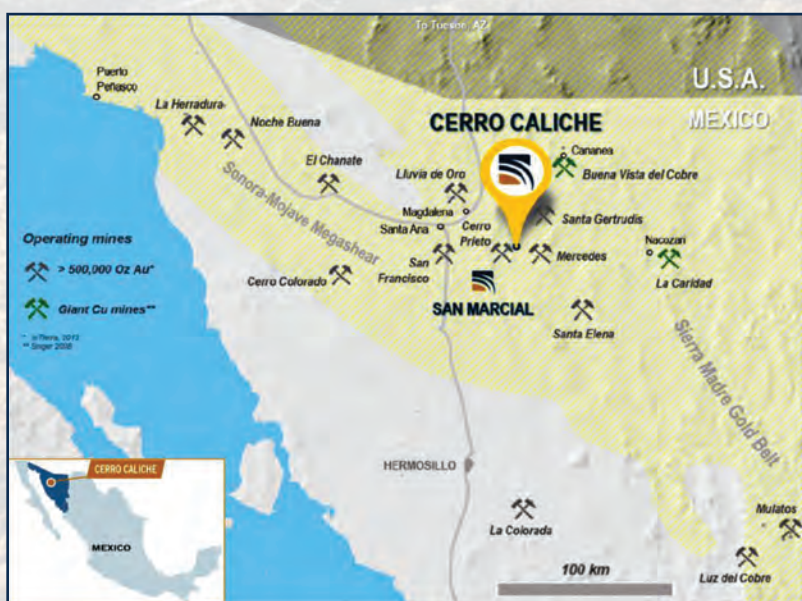 To Tucson, AZ
U.S.A.
MEXICO
Puerto
Peñasco
La Herradura
Noche Buena
El Chanate
Sonora-Mojave Megashear
CERRO CALICHE
Cananea
Buena Vista del Cobre
Lluvia de Oro
Magdalena
Santa Ana
Cerro
Prieto
Santa Gertrudis
San
Francisco
Mercedes
Nacozari
La Caridad
Cerro Colorado
SAN MARCIAL
Santa Elena
Sierra Madre Gold Belt
Operating mines
> 500,000 Oz Au*
Giant Cu mines**
** Singer 2008
HERMOSILLO
La Colorada
Mulatos
Luz del Cobre
100 km
CERRO CALICHE
MEXICO